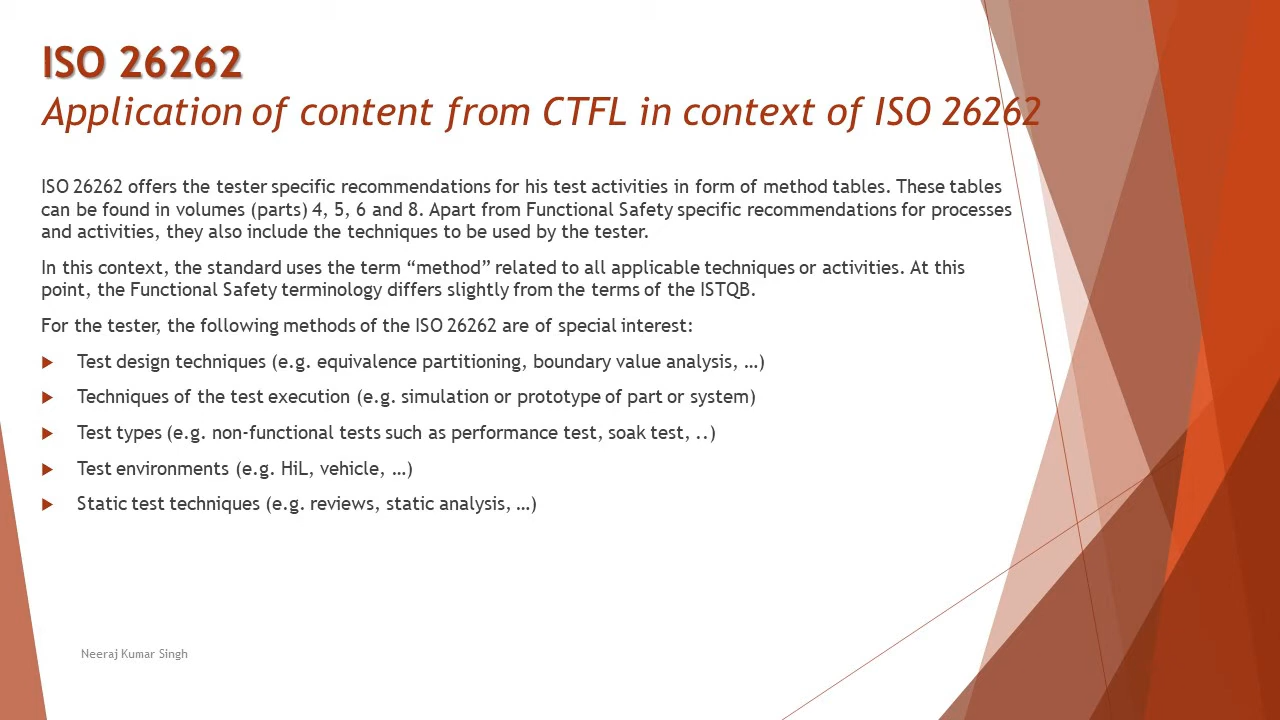 ISO 26262
Application of content from CTFL in context of ISO 26262
ISO 26262 offers the tester specific recommendations for his test activities in form of method tables. These tables
can be found in volumes (parts) 4, 5, 6 and 8. Apart from Functional Safety specific recommendations for processes
and activities, they also include the techniques to be used by the tester.
In this context, the standard uses the term “method” related to all applicable techniques or activities. At this
point, the Functional Safety terminology differs slightly from the terms of the ISTQB.
For the tester, the following methods of the ISO 26262 are of special interest:
Test design techniques (e.g. equivalence partitioning, boundary value analysis, …)
Techniques of the test execution (e.g. simulation or prototype of part or system)
Test types (e.g. non-functional tests such as performance test, soak test, ..)
Test environments (e.g. HiL, vehicle, …)
Static test techniques (e.g. reviews, static analysis, …)
Neeraj Kumar Singh